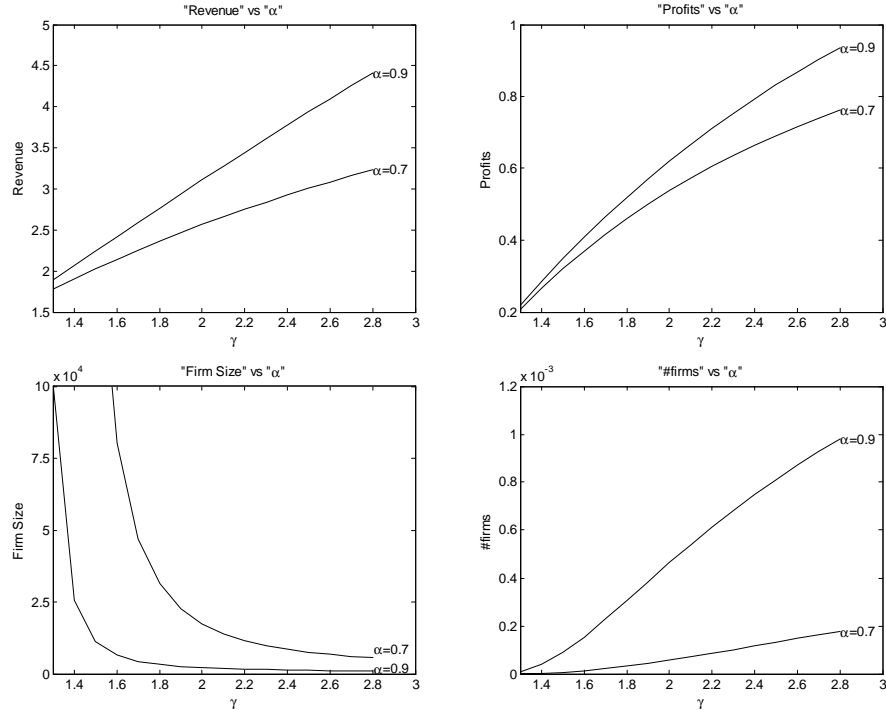 "Revenue" vs "α"
5
4.5
4
3.5
3
2.5
2
1.5
Revenue
α=0.9
α=0.7
1.4 1.6 1.8 2 2.2 2.4 2.6 2.8 3
γ
"Profits" vs "α"
1
0.8
0.6
0.4
0.2
Profits
α=0.9
α=0.7
1.4 1.6 1.8 2 2.2 2.4 2.6 2.8 3
γ
"Firm Size" vs "α"
x 10^4
10
7.5
5
2.5
0
Firm Size
α=0.7
α=0.9
1.4 1.6 1.8 2 2.2 2.4 2.6 2.8 3
γ
"#firms" vs "α"
x 10^-3
1.2
1
0.8
0.6
0.4
0.2
0
#firms
α=0.9
α=0.7
1.4 1.6 1.8 2 2.2 2.4 2.6 2.8 3
γ